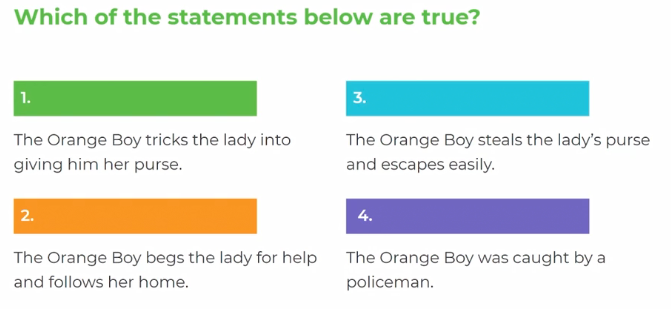 Which of the statements below are true?
1.
The Orange Boy tricks the lady into
giving him her purse.
2.
The Orange Boy begs the lady for help
and follows her home.
3.
The Orange Boy steals the lady’s purse
and escapes easily.
4.
The Orange Boy was caught by a
policeman.